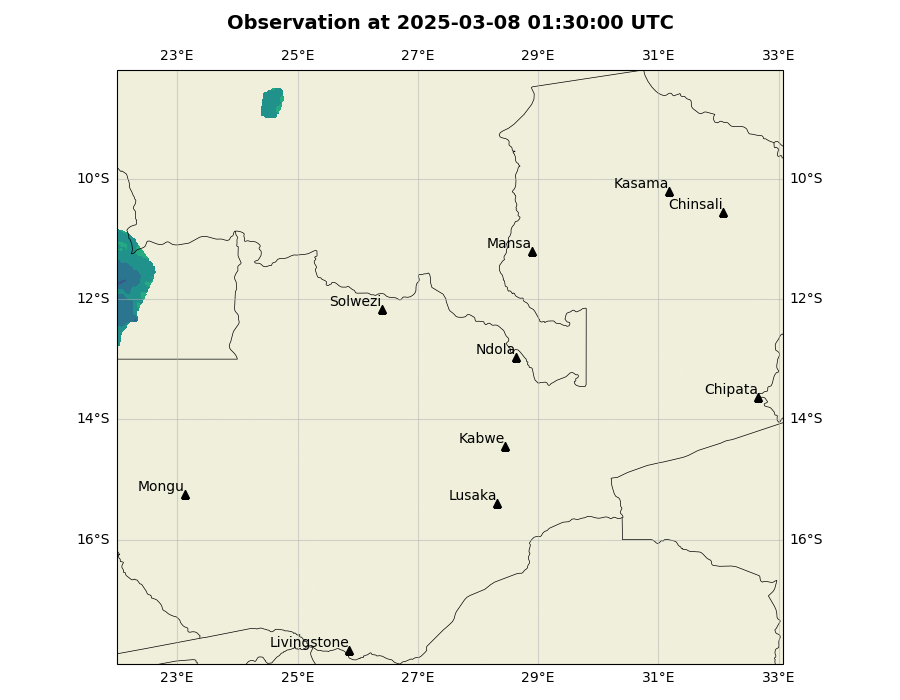 Observation at 2025-03-08 01:30:00 UTC
23°E 25°E 27°E 29°E 31°E 33°E
10°S 10°S
Kasama
Chinsali
Mansa
12°S 12°S
Solwezi
Ndola
Chipata
14°S 14°S
Kabwe
Mongu
Lusaka
16°S 16°S
Livingstone
23°E 25°E 27°E 29°E 31°E 33°E